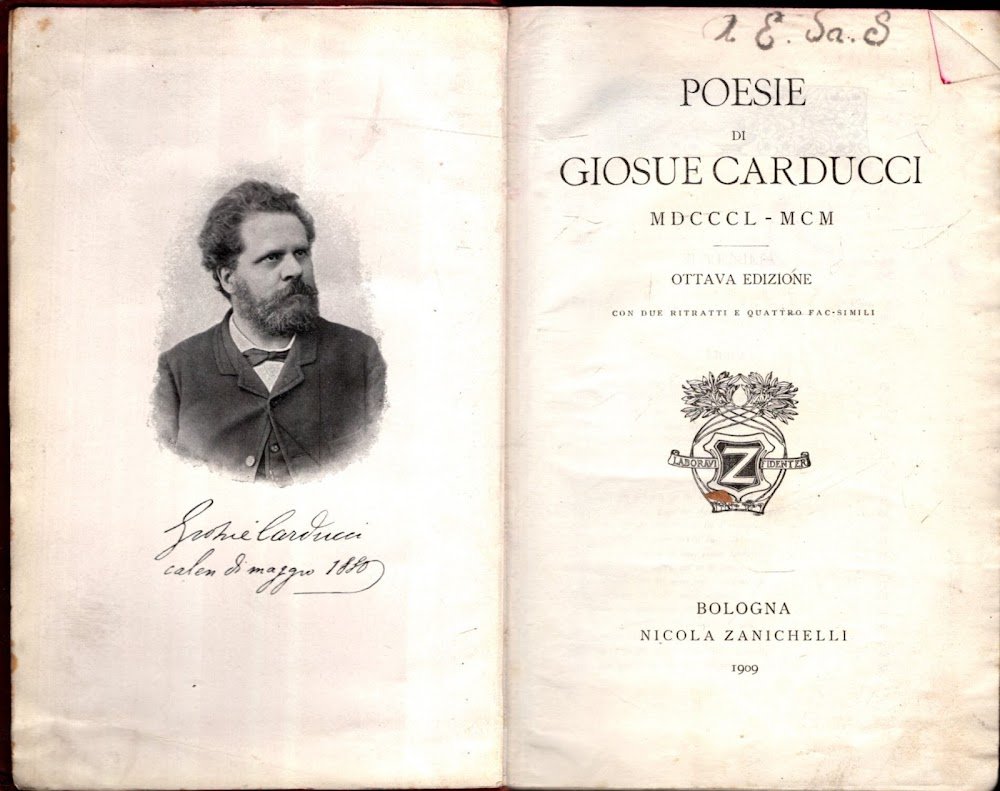 Giosuè Carducci
calen di maggio 1880
1 E. Sa. S
POESIE
DI
GIOSUE CARDUCCI
MDCCCL - MCM
OTTAVA EDIZIONE
CON DUE RITRATTI E QUATTRO FAC-SIMILI
LABORAVI FIDENTER
Z
BOLOGNA
NICOLA ZANICHELLI
1909